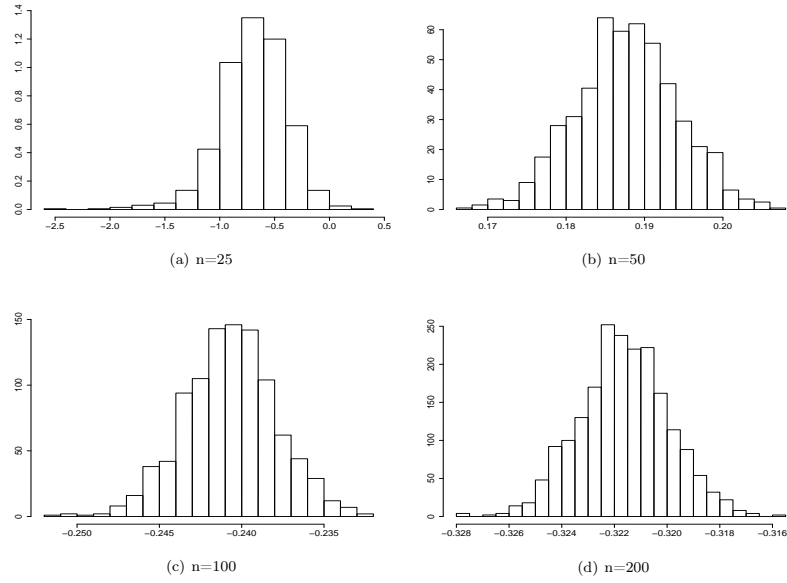 0.0 0.2 0.4 0.6 0.8 1.0 1.2 1.4
−2.5 −2.0 −1.5 −1.0 −0.5 0.0 0.5
(a) n=25
0 10 20 30 40 50 60
0.17 0.18 0.19 0.20
(b) n=50
0 50 100 150
−0.250 −0.245 −0.240 −0.235
(c) n=100
0 50 100 150 200 250
−0.328 −0.326 −0.324 −0.322 −0.320 −0.318 −0.316
(d) n=200